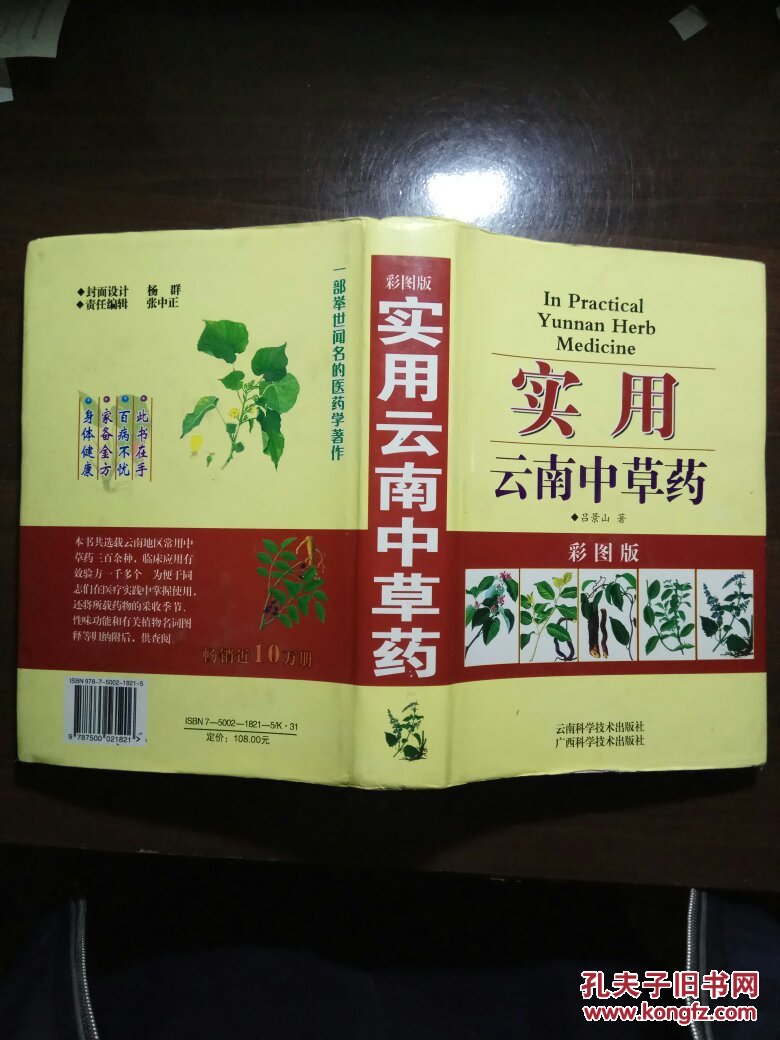 ◆封面设计 杨 群
◆责任编辑 张中正
一部举世闻名的医药学著作
此书在手
百病不忧
家备全方
身体健康
本书共选载云南地区常用中
草药三百余种，临床应用有
效验方一千多个 为便于同
志们在医疗实践中掌握使用，
还将所载药物的采收季节、
性味功能和有关植物名词图
释等归纳附后，供查阅
畅销近10万册
ISBN 978-7-5002-1821-5
9 787500 021821 >
ISBN 7—5002—1821—5/K·31
定价：108.00元
彩图版
实用云南中草药
In Practical
Yunnan Herb
Medicine
实用
云南中草药
◆吕景山 著
彩图版
云南科学技术出版社
广西科学技术出版社
孔夫子旧书网
www.kongfz.com